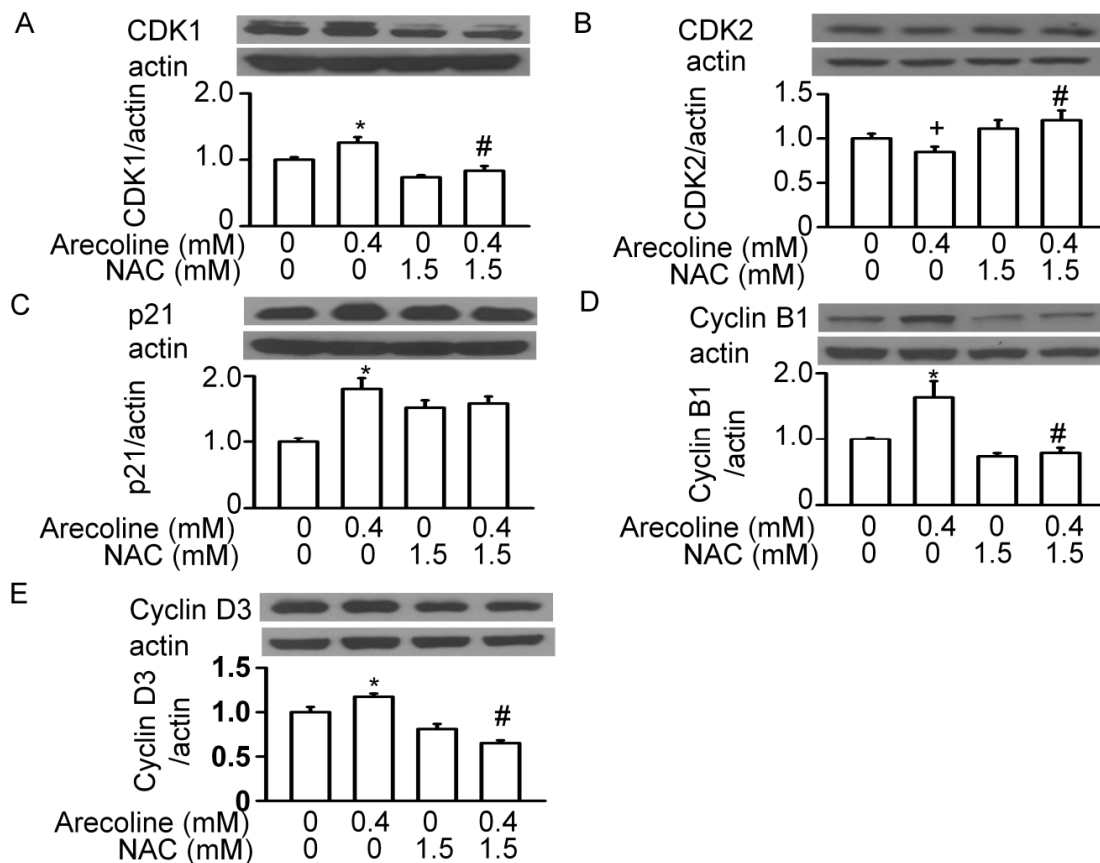 A
CDK1
actin
CDK1/actin
2.0
1.0
0
*
#
Arecoline (mM) 0 0.4 0 0.4
NAC (mM) 0 0 1.5 1.5
B
CDK2
actin
CDK2/actin
1.5
1.0
0.5
0
+
#
Arecoline (mM) 0 0.4 0 0.4
NAC (mM) 0 0 1.5 1.5
C
p21
actin
p21/actin
2.0
1.0
0
*
Arecoline (mM) 0 0.4 0 0.4
NAC (mM) 0 0 1.5 1.5
D
Cyclin B1
actin
Cyclin B1
/actin
2.0
1.0
0
*
#
Arecoline (mM) 0 0.4 0 0.4
NAC (mM) 0 0 1.5 1.5
E
Cyclin D3
actin
Cyclin D3
/actin
1.5
1.0
0.5
0
*
#
Arecoline (mM) 0 0.4 0 0.4
NAC (mM) 0 0 1.5 1.5